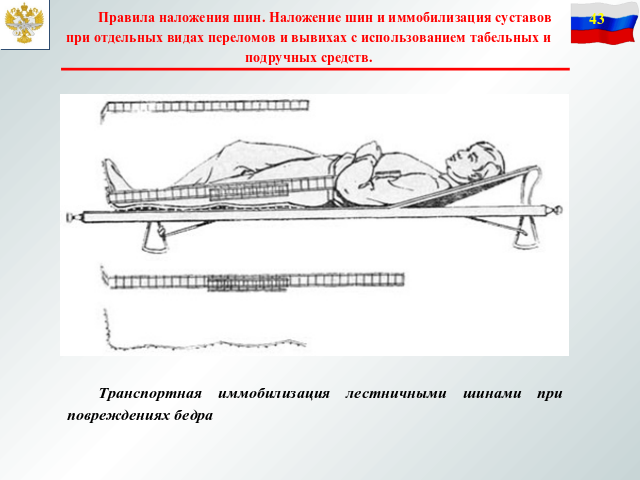 Правила наложения шин. Наложение шин и иммобилизация суставов
при отдельных видах переломов и вывихах с использованием табельных и
подручных средств.
43
Транспортная иммобилизация лестничными шинами при
повреждениях бедра